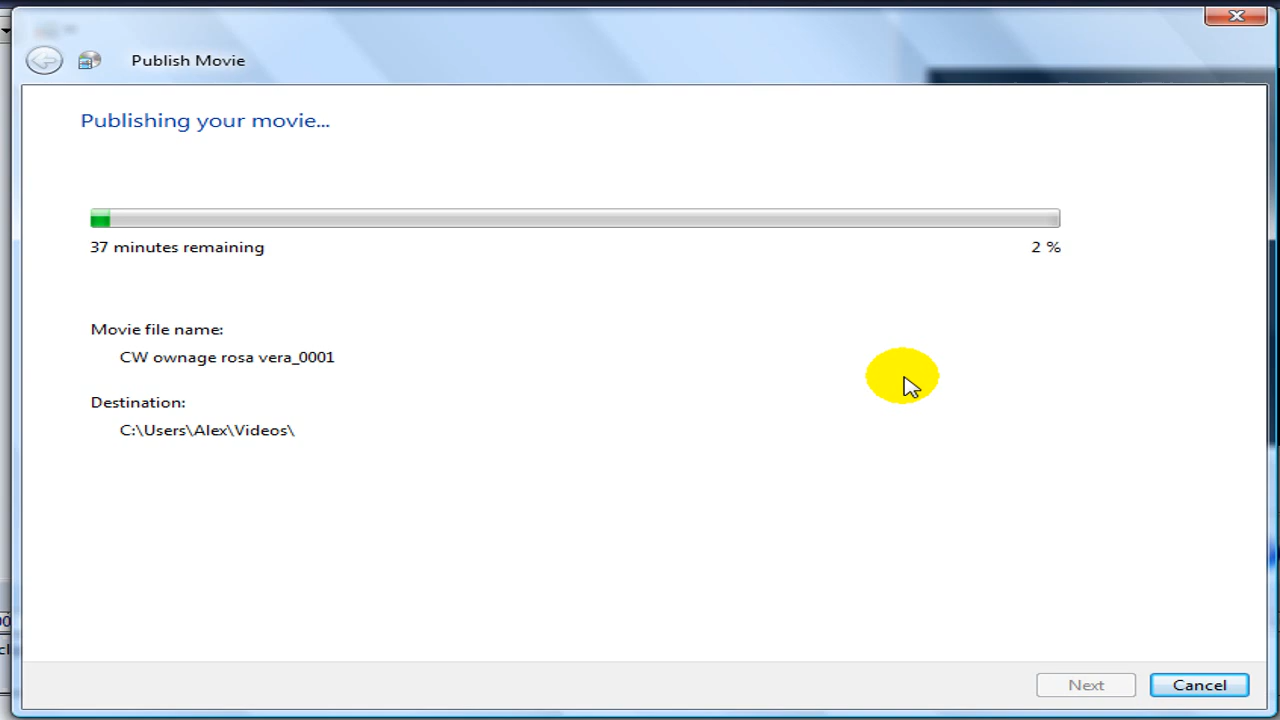 Publish Movie
Publishing your movie...
37 minutes remaining
2 %
Movie file name:
CW ownage rosa vera_0001
Destination:
C:\Users\Alex\Videos\
Next
Cancel